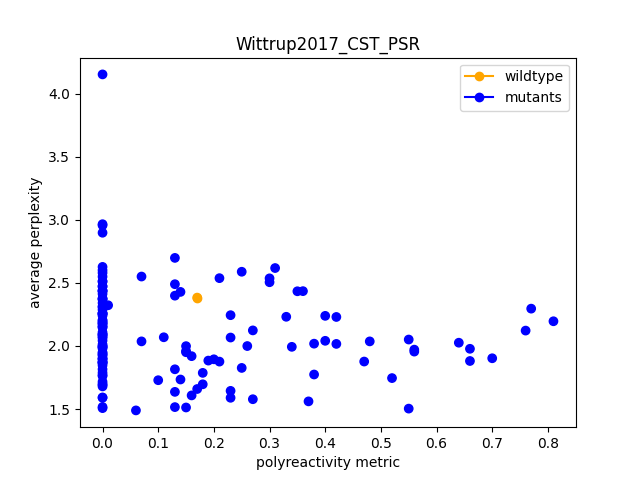 Wittrup2017_CST_PSR
wildtype
mutants
average perplexity
4.0
3.5
3.0
2.5
2.0
1.5
0.0 0.1 0.2 0.3 0.4 0.5 0.6 0.7 0.8
polyreactivity metric